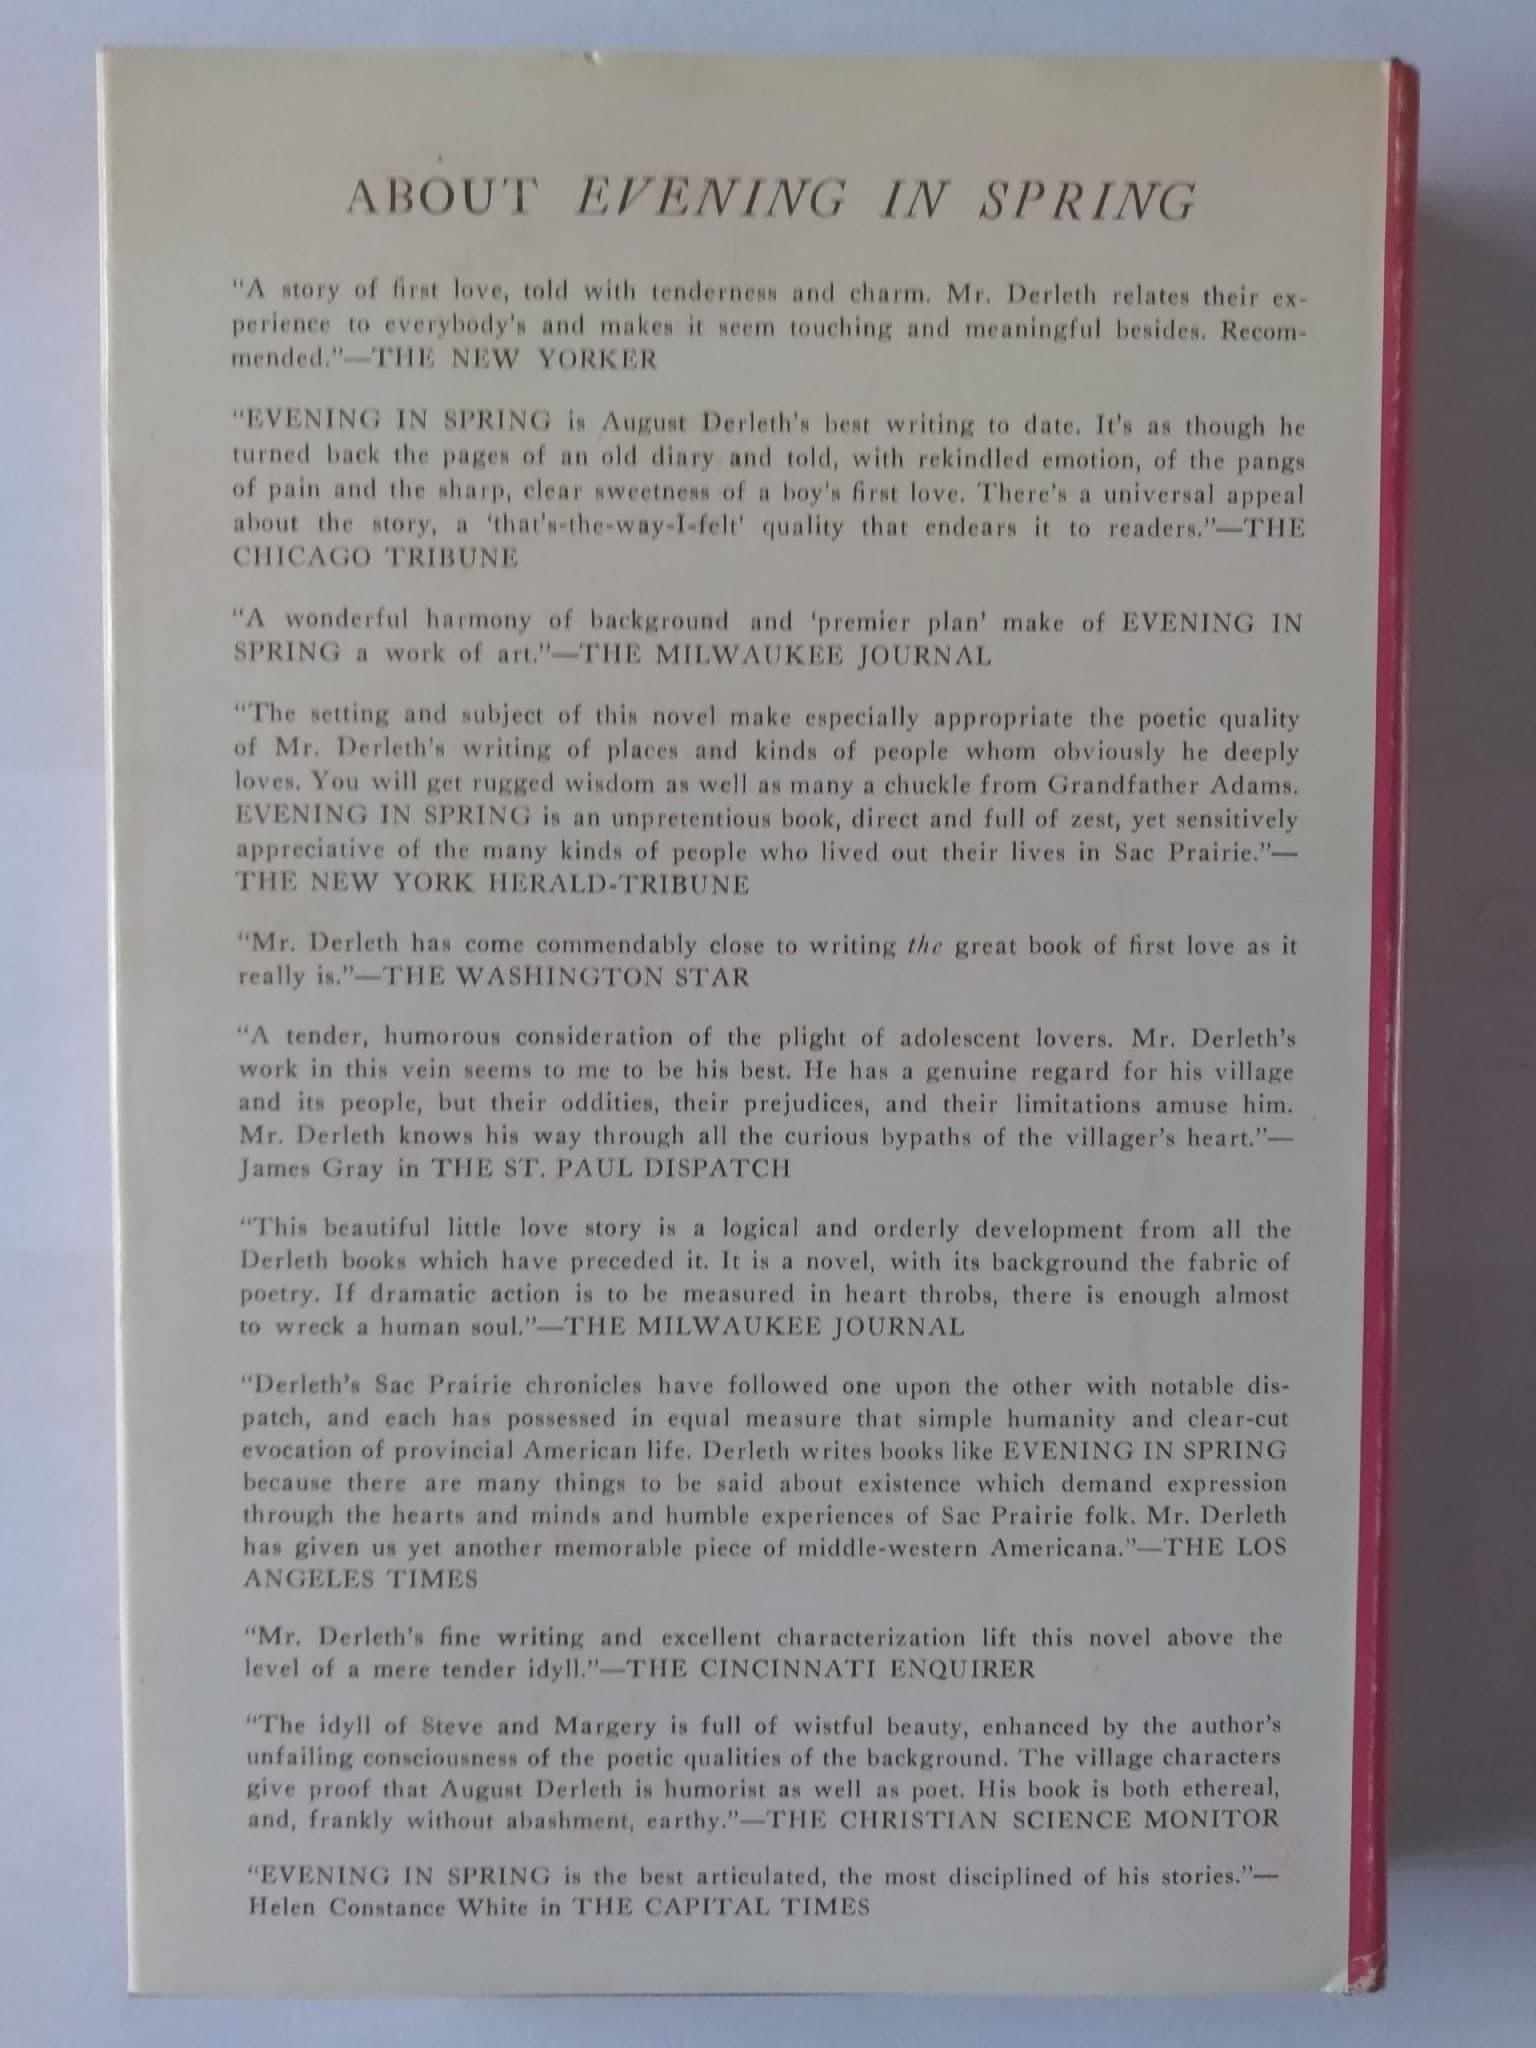 ABOUT EVENING IN SPRING
"A story of first love, told with tenderness and charm. Mr. Derleth relates their ex-
perience to everybody's and makes it seem touching and meaningful besides. Recom-
mended."—THE NEW YORKER
"EVENING IN SPRING is August Derleth's best writing to date. It's as though he
turned back the pages of an old diary and told, with rekindled emotion, of the pangs
of pain and the sharp, clear sweetness of a boy's first love. There's a universal appeal
about the story, a 'that's-the-way-I-felt' quality that endears it to readers."—THE
CHICAGO TRIBUNE
"A wonderful harmony of background and 'premier plan' make of EVENING IN
SPRING a work of art."—THE MILWAUKEE JOURNAL
"The setting and subject of this novel make especially appropriate the poetic quality
of Mr. Derleth's writing of places and kinds of people whom obviously he deeply
loves. You will get rugged wisdom as well as many a chuckle from Grandfather Adams.
EVENING IN SPRING is an unpretentious book, direct and full of zest, yet sensitively
appreciative of the many kinds of people who lived out their lives in Sac Prairie."—
THE NEW YORK HERALD-TRIBUNE
"Mr. Derleth has come commendably close to writing the great book of first love as it
really is."—THE WASHINGTON STAR
"A tender, humorous consideration of the plight of adolescent lovers. Mr. Derleth's
work in this vein seems to me to be his best. He has a genuine regard for his village
and its people, but their oddities, their prejudices, and their limitations amuse him.
Mr. Derleth knows his way through all the curious bypaths of the villager's heart."—
James Gray in THE ST. PAUL DISPATCH
"This beautiful little love story is a logical and orderly development from all the
Derleth books which have preceded it. It is a novel, with its background the fabric of
poetry. If dramatic action is to be measured in heart throbs, there is enough almost
to wreck a human soul."—THE MILWAUKEE JOURNAL
"Derleth's Sac Prairie chronicles have followed one upon the other with notable dis-
patch, and each has possessed in equal measure that simple humanity and clear-cut
evocation of provincial American life. Derleth writes books like EVENING IN SPRING
because there are many things to be said about existence which demand expression
through the hearts and minds and humble experiences of Sac Prairie folk. Mr. Derleth
has given us yet another memorable piece of middle-western Americana."—THE LOS
ANGELES TIMES
"Mr. Derleth's fine writing and excellent characterization lift this novel above the
level of a mere tender idyll."—THE CINCINNATI ENQUIRER
"The idyll of Steve and Margery is full of wistful beauty, enhanced by the author's
unfailing consciousness of the poetic qualities of the background. The village characters
give proof that August Derleth is humorist as well as poet. His book is both ethereal,
and, frankly without abashment, earthy."—THE CHRISTIAN SCIENCE MONITOR
"EVENING IN SPRING is the best articulated, the most disciplined of his stories."—
Helen Constance White in THE CAPITAL TIMES